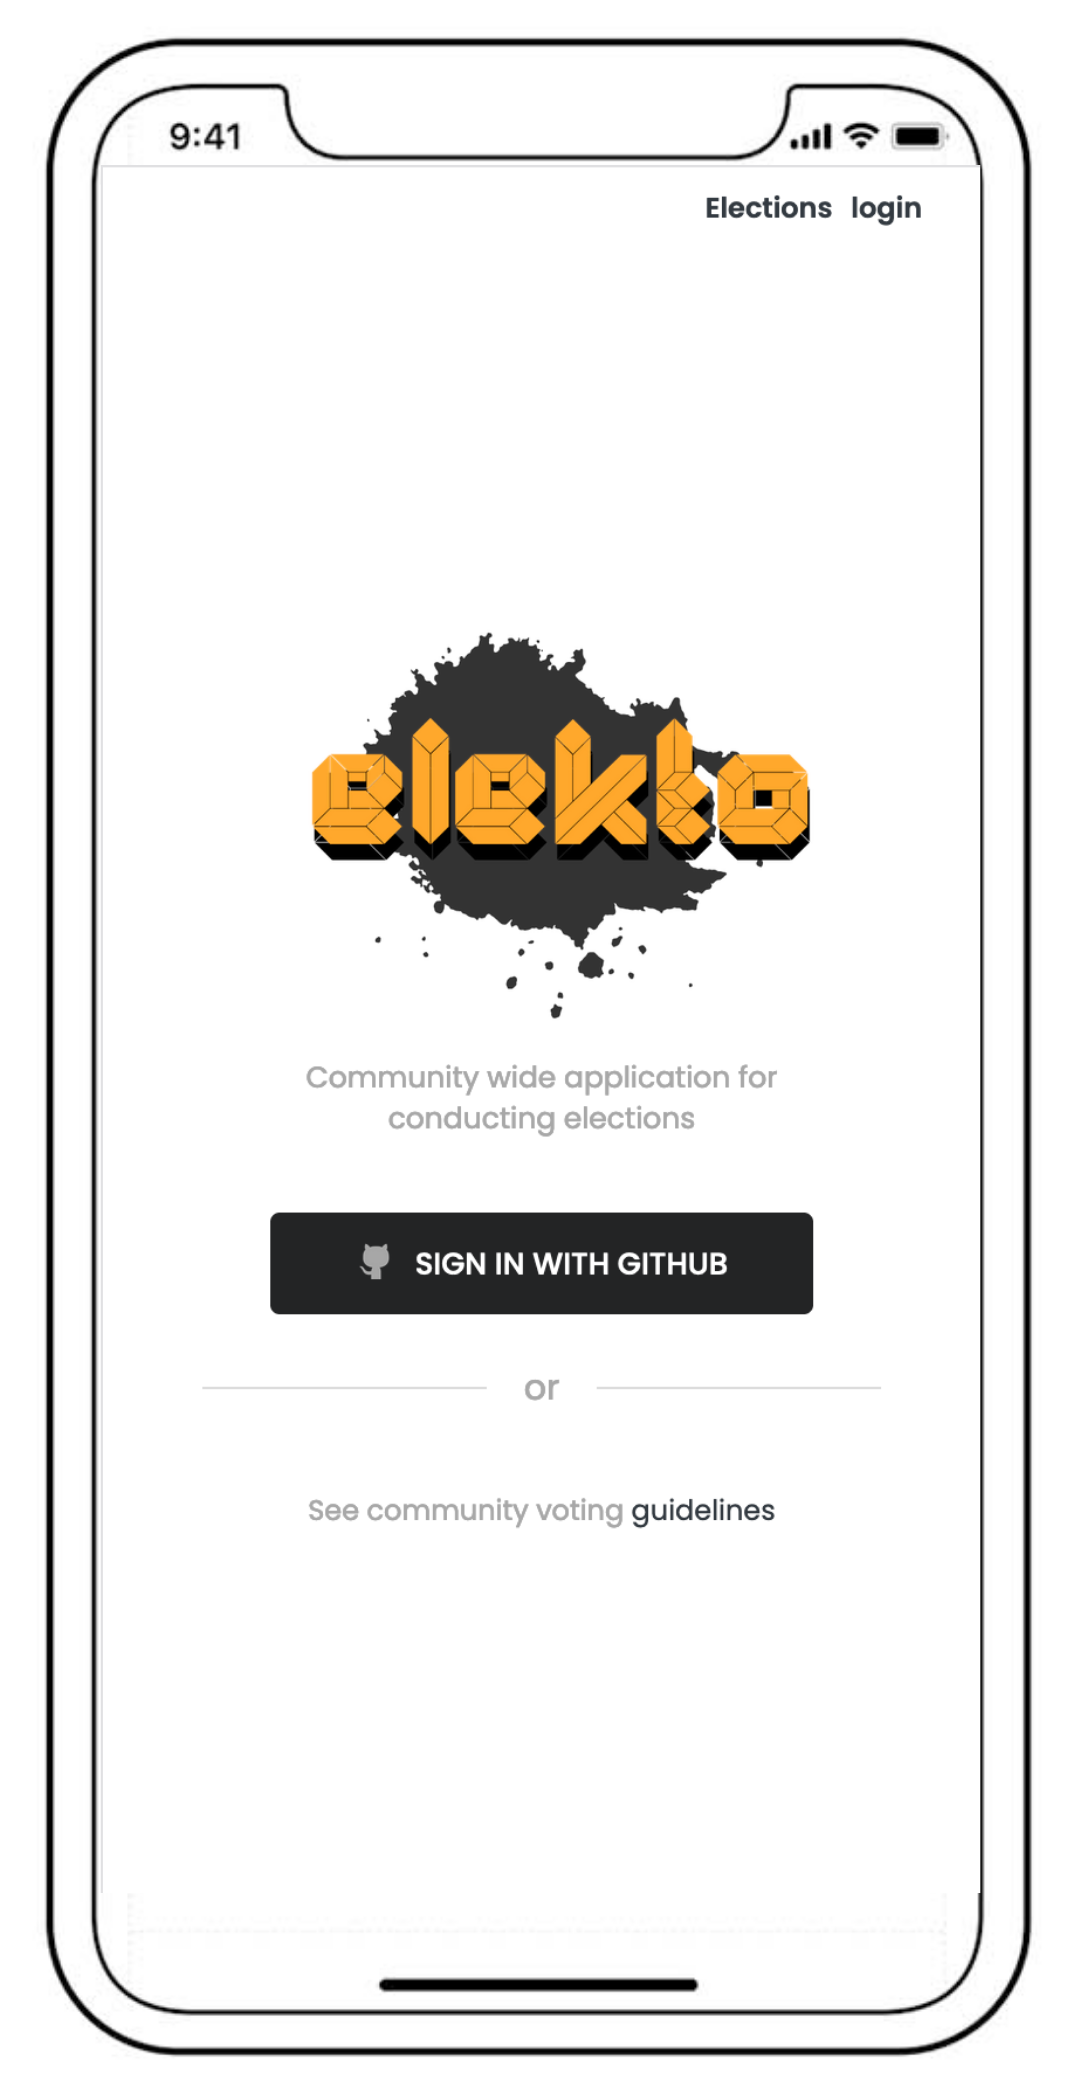 9:41
Elections login
elekto
Community wide application for
conducting elections
SIGN IN WITH GITHUB
or
See community voting guidelines